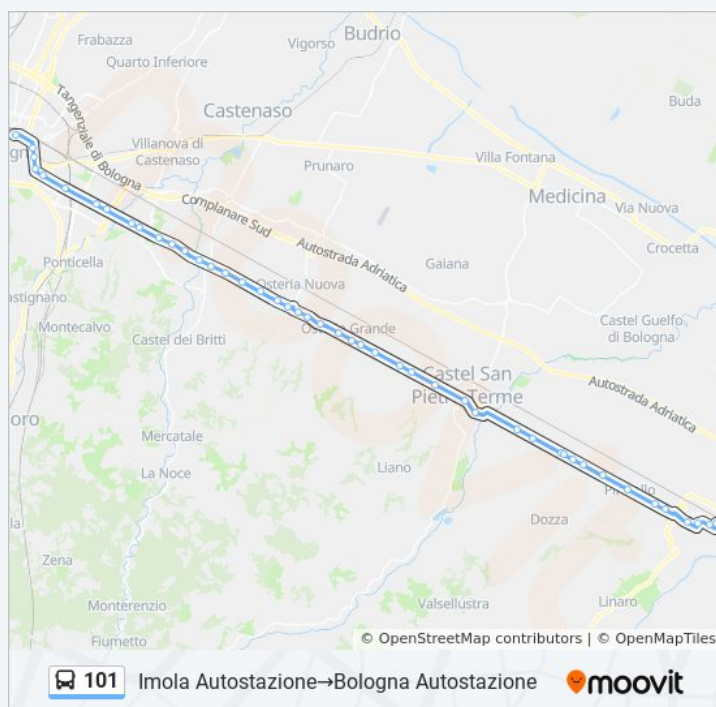 Budrio
Frabazza
Vigorso
Quarto Inferiore
Buda
Castenaso
Tangenziale di Bologna
Villanova di
Castenaso
Villa Fontana
Prunaro
Medicina
Via Nuova
Complanare Sud
Crocetta
Autostrada Adriatica
Gaiana
Ponticella
Osteria Nuova
Montecalvo
Castel Guelfo
di Bologna
Castel dei Britti
Castel San
Pietro Terme
Autostrada Adriatica
Mercatale
La Noce
Liano
Dozza
Zena
Monterenzio
Valsellustra
Linaro
Fiumetto
© OpenStreetMap contributors | © OpenMapTiles
101 Imola Autostazione→Bologna Autostazione
moovit